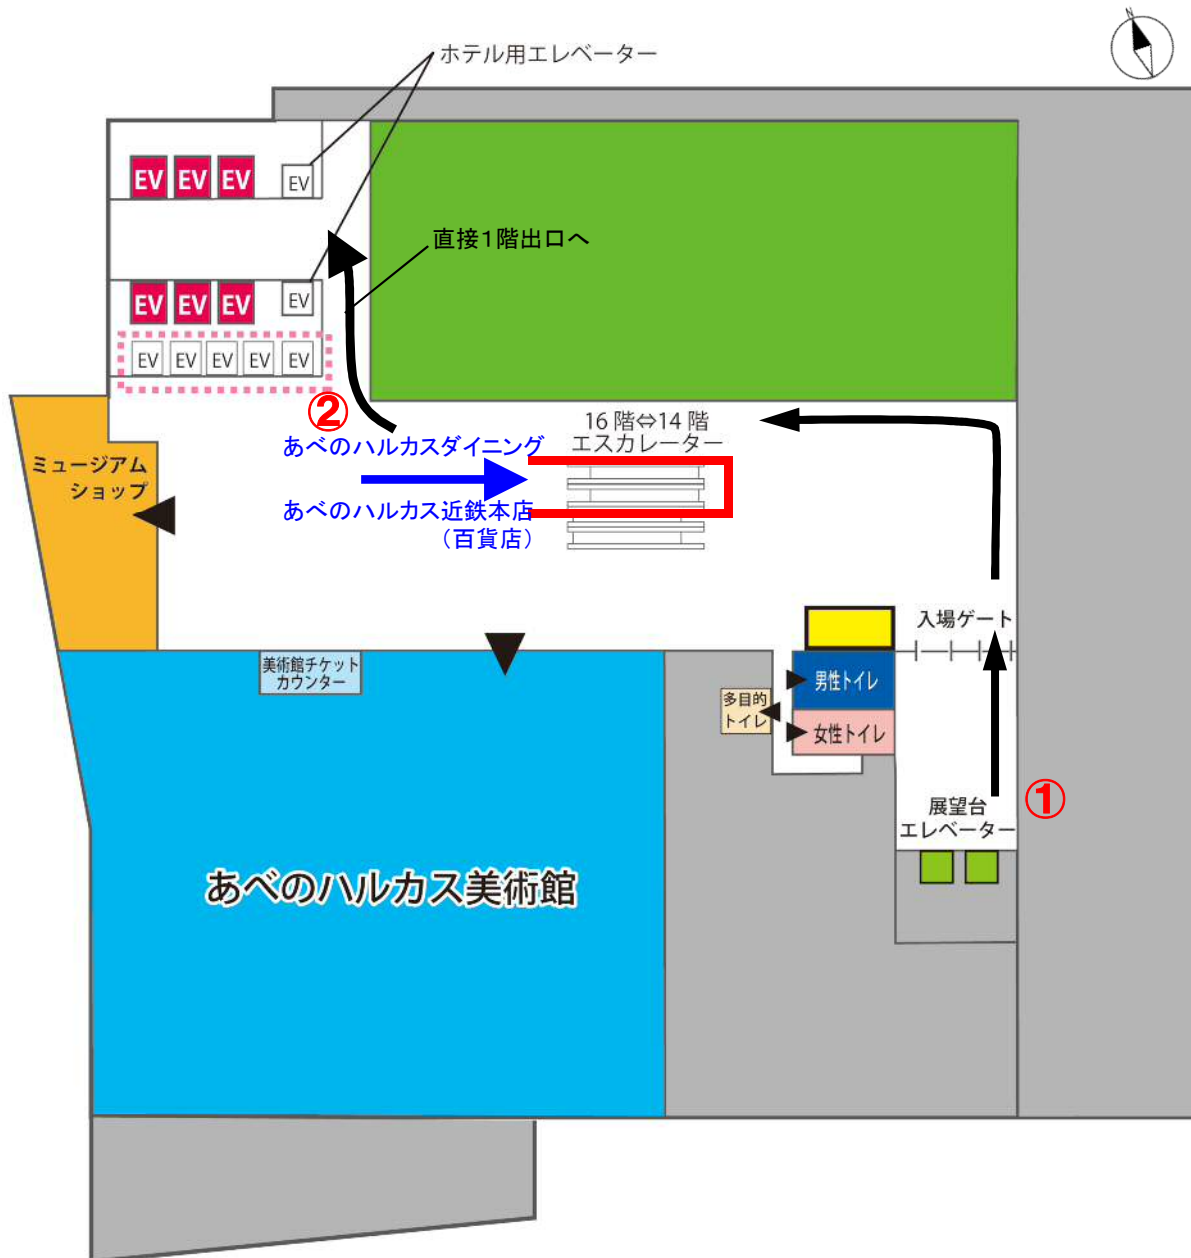 N
ホテル用エレベーター
EV EV EV EV
直接１階出口へ
EV EV EV EV
EV EV EV EV EV
②
16 階⇔14 階
エスカレーター
あべのハルカスダイニング
ミュージアム
ショップ
あべのハルカス近鉄本店
（百貨店）
入場ゲート
美術館チケット
カウンター
男性トイレ
多目的
トイレ
女性トイレ
①
展望台
エレベーター
あべのハルカス美術館